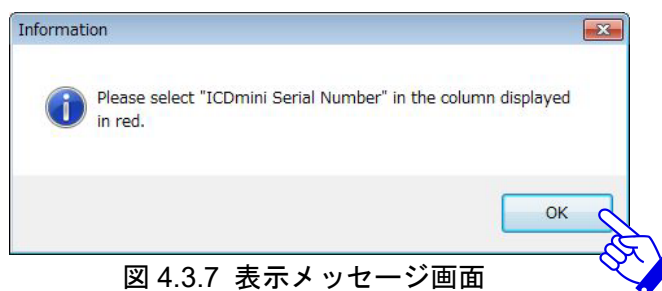 Information
Please select "ICDmini Serial Number" in the column displayed
in red.
OK
図 4.3.7 表示メッセージ画面